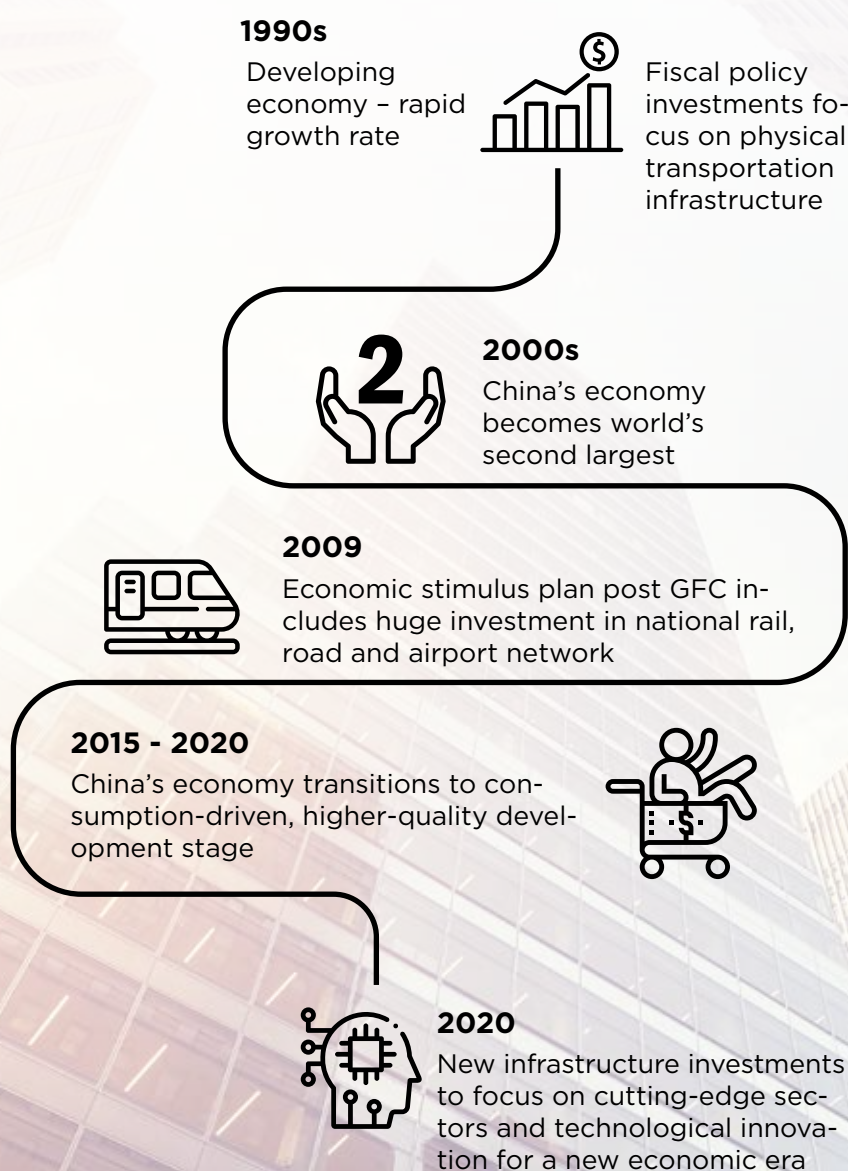 1990s
Developing
economy – rapid
growth rate
$
Fiscal policy
investments fo-
cus on physical
transportation
infrastructure
2
2000s
China's economy
becomes world's
second largest
2009
Economic stimulus plan post GFC in-
cludes huge investment in national rail,
road and airport network
2015 - 2020
China's economy transitions to con-
sumption-driven, higher-quality devel-
opment stage
$
2020
New infrastructure investments
to focus on cutting-edge sec-
tors and technological innova-
tion for a new economic era